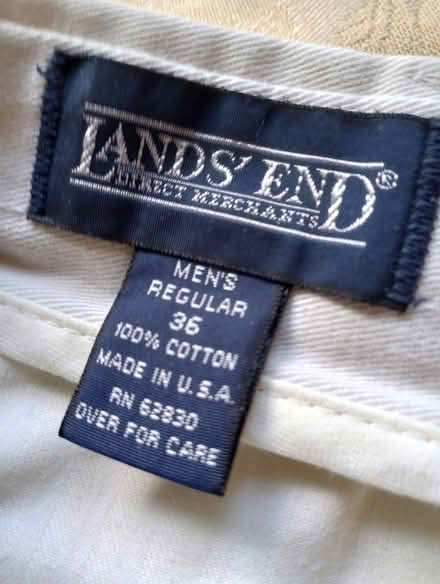 LANDS' END®
DIRECT MERCHANTS
MEN'S
REGULAR
36
100% COTTON
MADE IN U.S.A.
RN 62830
OVER FOR CARE